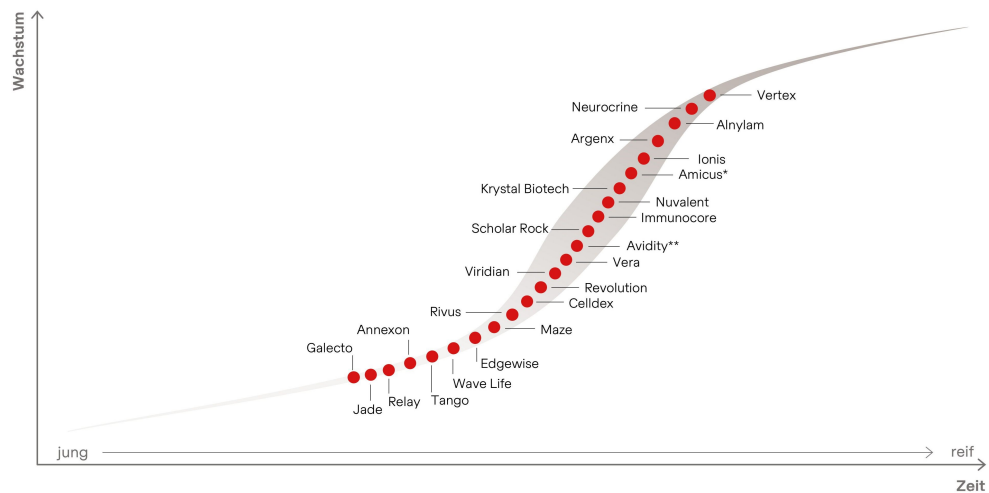 Wachstum
Vertex
Neurocrine
Alnylam
Argenx
Ionis
Amicus*
Krystal Biotech
Nuvalent
Immunocore
Scholar Rock
Avidity**
Vera
Viridian
Revolution
Celldex
Rivus
Maze
Annexon
Galecto
Edgewise
Wave Life
Tango
Relay
Jade
jung
reif
Zeit